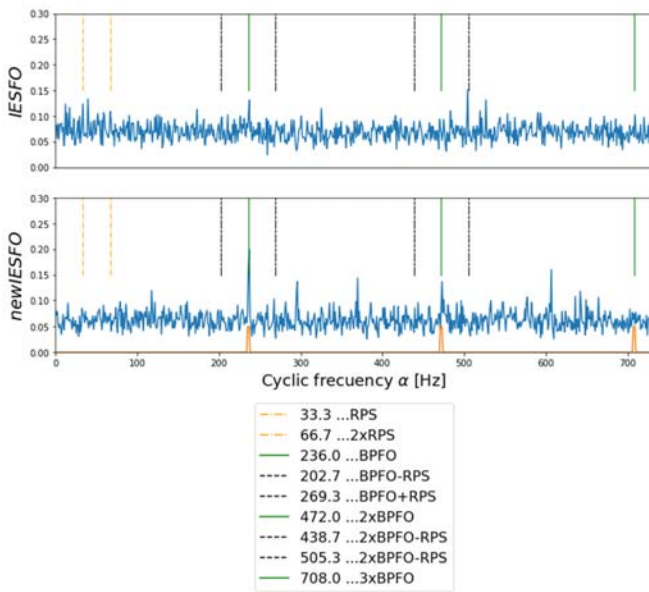 0.30
0.25
0.20
0.15
0.10
0.05
0.00
IESFO
0.30
0.25
0.20
0.15
0.10
0.05
0.00
newIESFO
0 100 200 300 400 500 600 700
Cyclic frecuency α [Hz]
33.3 ...RPS
66.7 ...2xRPS
236.0 ...BPFO
202.7 ...BPFO-RPS
269.3 ...BPFO+RPS
472.0 ...2xBPFO
438.7 ...2xBPFO-RPS
505.3 ...2xBPFO-RPS
708.0 ...3xBPFO